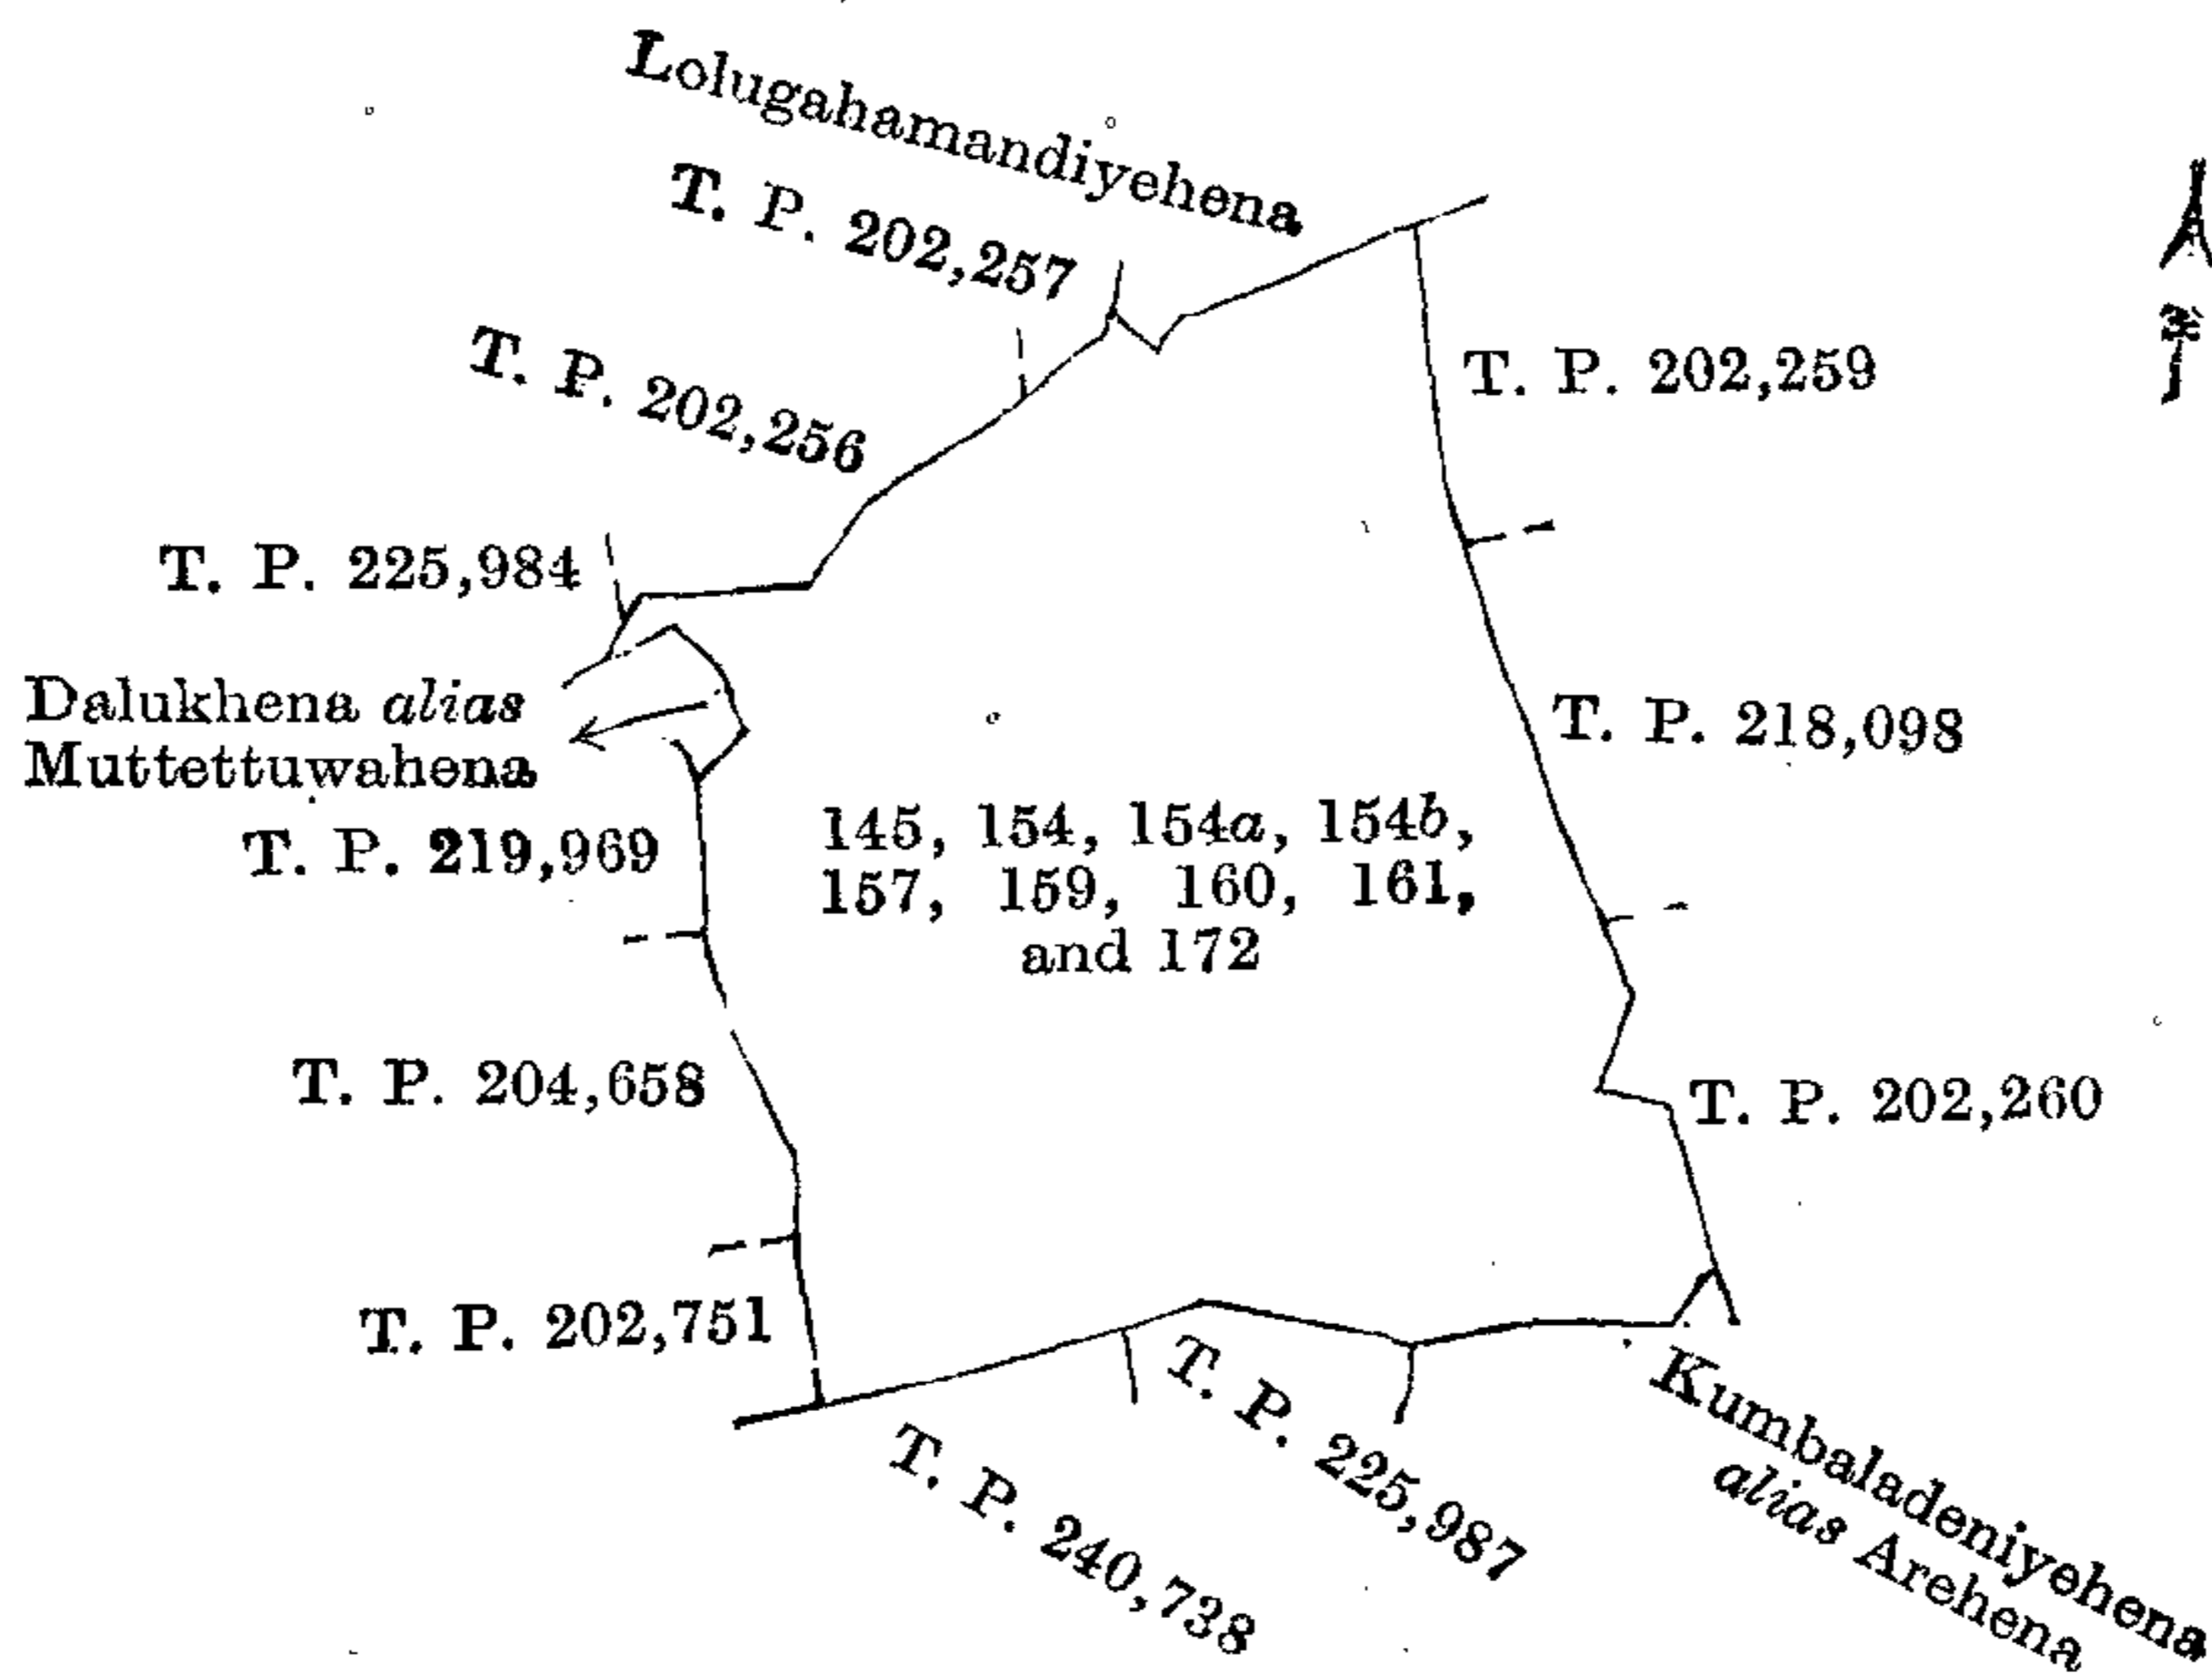 Lolugahamandiyehena
T. P. 202,257
T. P. 202,256
T. P. 202,259
T. P. 225,984
Dalukhena alias
Muttettuwahena
T. P. 218,098
T. P. 219,969
145, 154, 154a, 154b,
157, 159, 160, 161,
and 172
T. P. 204,658
T. P. 202,260
T. P. 202,751
T. P. 240,738
T. P. 225,987
Kumbaladeniyehena
alias Arehena